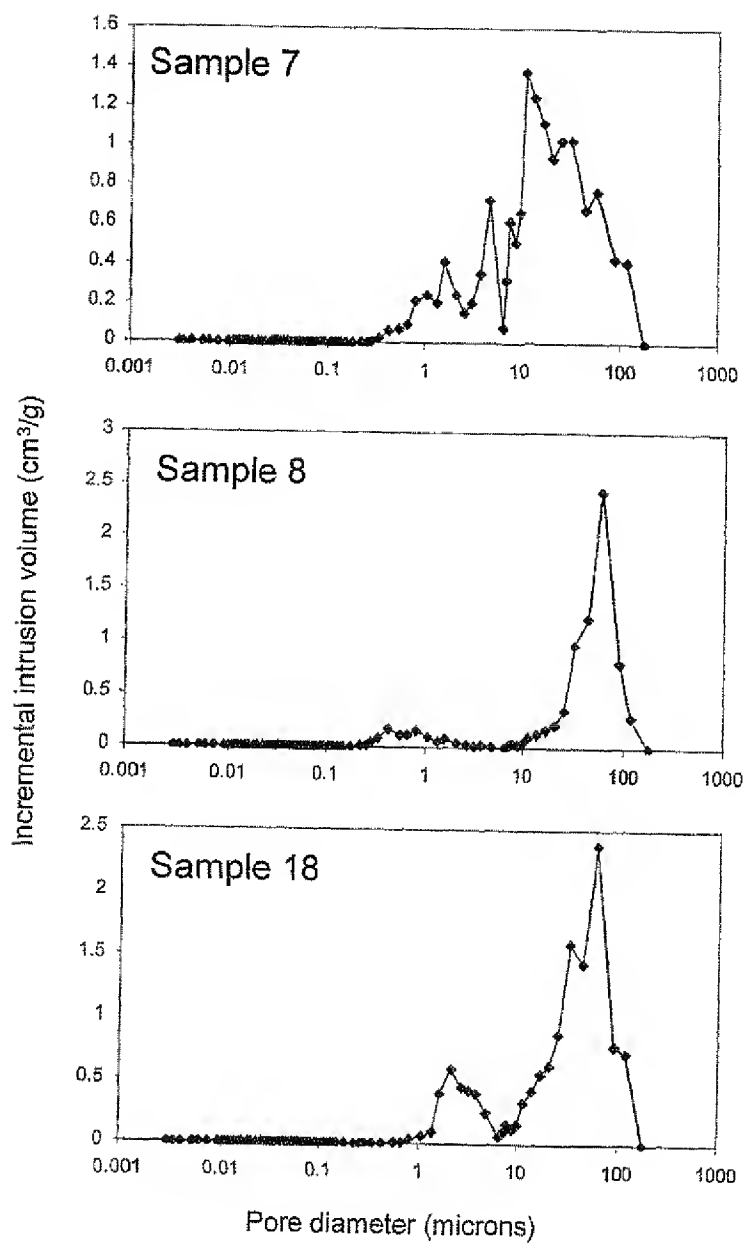 Incremental intrusion volume (cm³/g)
Sample 7
1.6
1.4
1.2
1
0.8
0.6
0.4
0.2
0
0.001 0.01 0.1 1 10 100 1000
Sample 8
3
2.5
2
1.5
1
0.5
0
0.001 0.01 0.1 1 10 100 1000
Sample 18
2.5
2
1.5
1
0.5
0
0.001 0.01 0.1 1 10 100 1000
Pore diameter (microns)